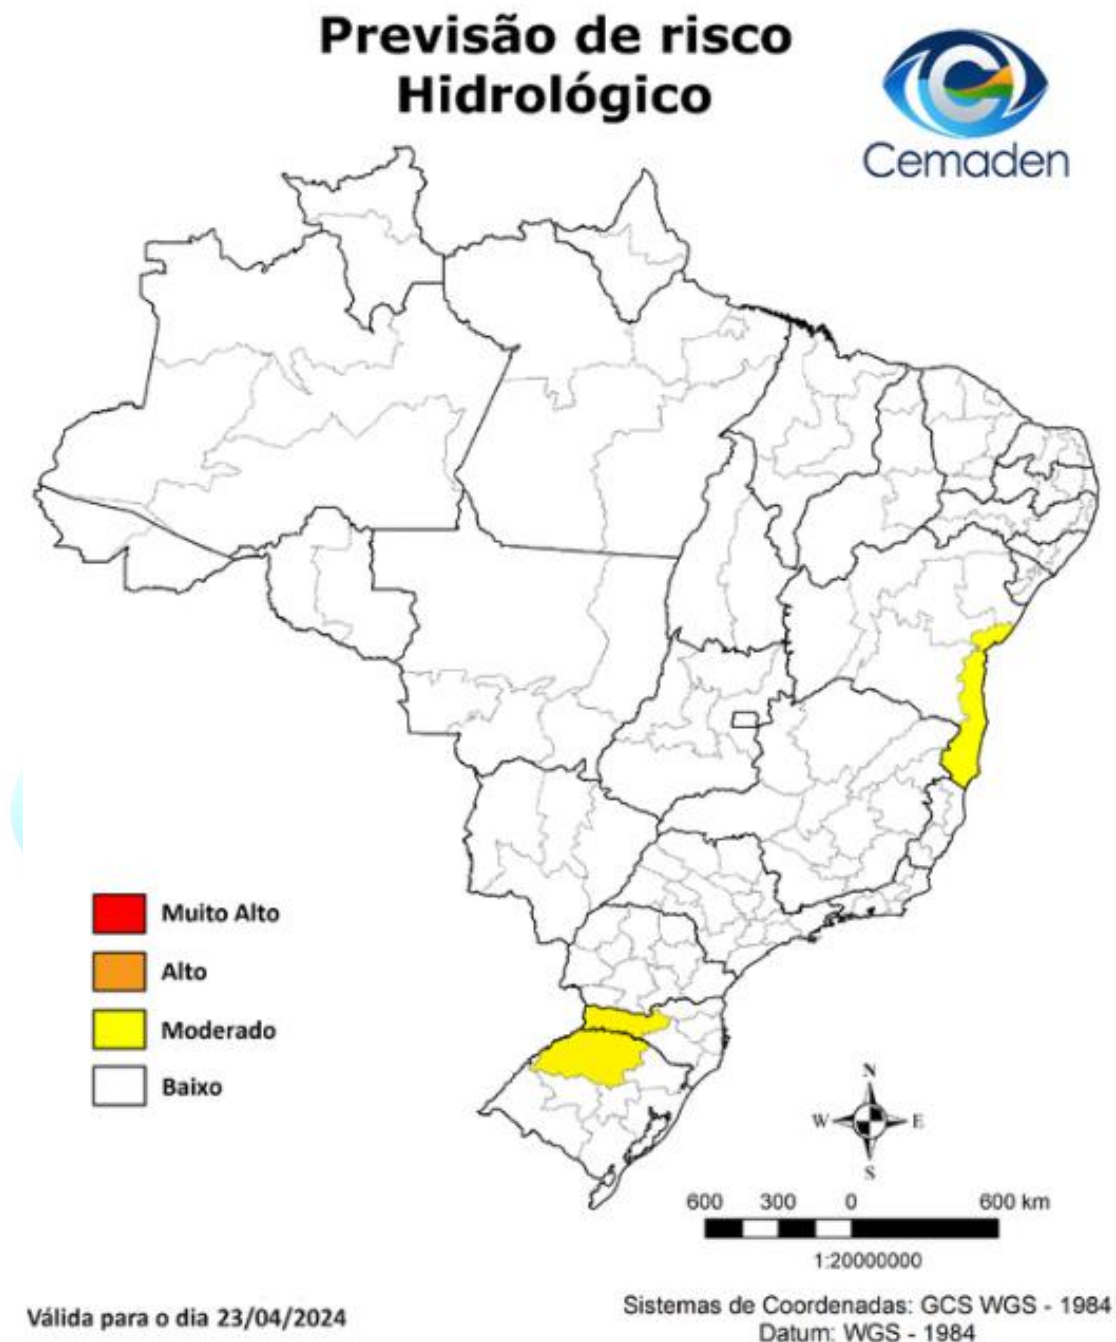 Previsão de risco
Hidrológico
Cemaden
Muito Alto
Alto
Moderado
Baixo
N
W E
S
600 300 0 600 km
1:20000000
Válida para o dia 23/04/2024
Sistemas de Coordenadas: GCS WGS - 1984
Datum: WGS - 1984